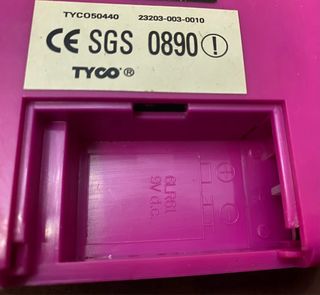 TYCO50440 23203-003-0010
CE SGS 0890 !
TYCO ®
6LR61
9V d.c.